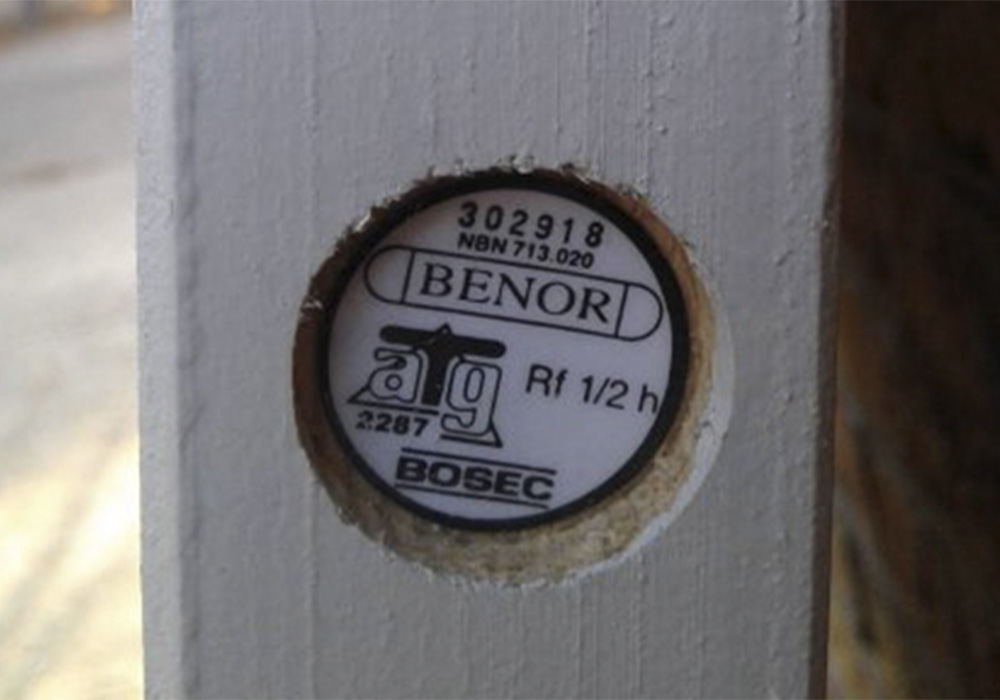 302918
NBN 713.020
BENOR
aTg Rf 1/2 h
2287
BOSEC